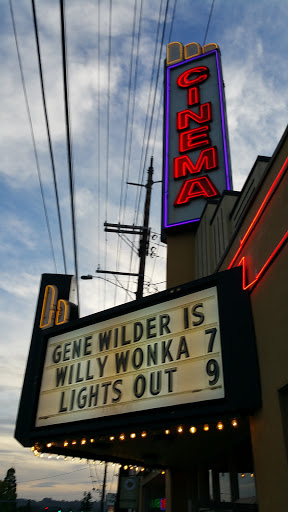 CINEMA
GENE WILDER IS
WILLY WONKA 7
LIGHTS OUT 9